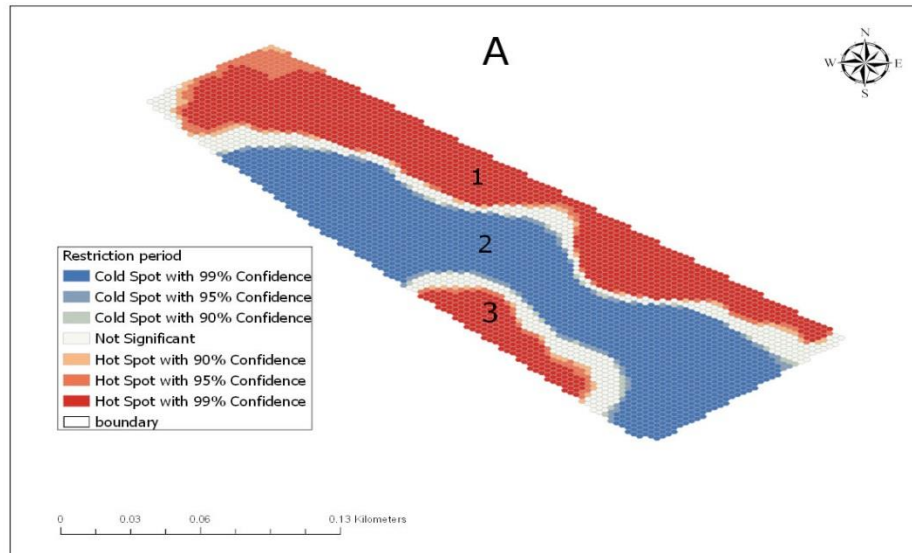 A
N
W E
S
1
2
3
Restriction period
Cold Spot with 99% Confidence
Cold Spot with 95% Confidence
Cold Spot with 90% Confidence
Not Significant
Hot Spot with 90% Confidence
Hot Spot with 95% Confidence
Hot Spot with 99% Confidence
boundary
0 0.03 0.06 0.13 Kilometers